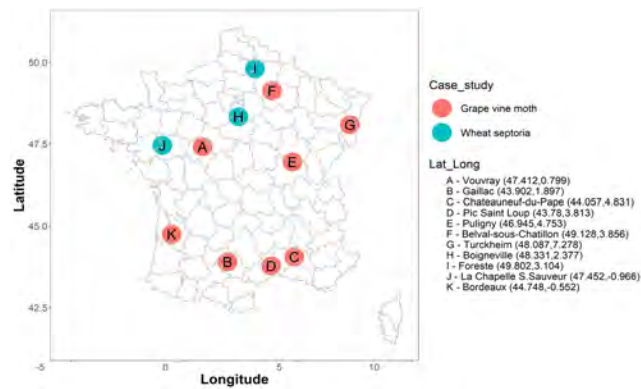 50.0
47.5
45.0
42.5
Latitude
-5
0
5
10
Longitude
I
F
H
G
J
A
E
K
B
D
C
Case_study
Grape vine moth
Wheat septoria
Lat_Long
A - Vouvray (47.412,0.799)
B - Gaillac (43.902,1.897)
C - Chateauneuf-du-Pape (44.057,4.831)
D - Pic Saint Loup (43.78,3.813)
E - Puligny (46.945,4.753)
F - Belval-sous-Chatillon (49.128,3.856)
G - Turckheim (48.087,7.278)
H - Boigneville (48.331,2.377)
I - Foreste (49.802,3.104)
J - La Chapelle S.Sauveur (47.452,-0.966)
K - Bordeaux (44.748,-0.552)